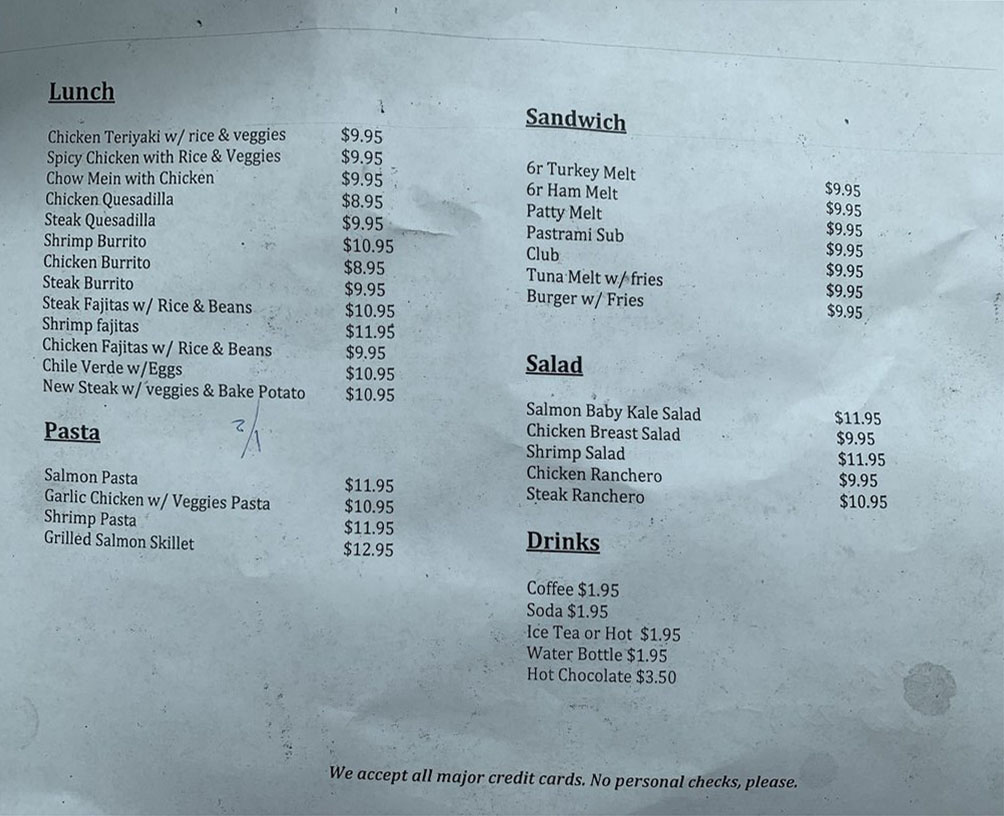 Lunch
Chicken Teriyaki w/ rice & veggies $9.95
Spicy Chicken with Rice & Veggies $9.95
Chow Mein with Chicken $9.95
Chicken Quesadilla $8.95
Steak Quesadilla $9.95
Shrimp Burrito $10.95
Chicken Burrito $8.95
Steak Burrito $9.95
Steak Fajitas w/ Rice & Beans $10.95
Shrimp fajitas $11.95
Chicken Fajitas w/ Rice & Beans $9.95
Chile Verde w/Eggs $10.95
New Steak w/ veggies & Bake Potato $10.95
2/1
Pasta
Salmon Pasta $11.95
Garlic Chicken w/ Veggies Pasta $10.95
Shrimp Pasta $11.95
Grilled Salmon Skillet $12.95
Sandwich
6r Turkey Melt $9.95
6r Ham Melt $9.95
Patty Melt $9.95
Pastrami Sub $9.95
Club $9.95
Tuna Melt w/ fries $9.95
Burger w/ Fries $9.95
Salad
Salmon Baby Kale Salad $11.95
Chicken Breast Salad $9.95
Shrimp Salad $11.95
Chicken Ranchero $9.95
Steak Ranchero $10.95
Drinks
Coffee $1.95
Soda $1.95
Ice Tea or Hot $1.95
Water Bottle $1.95
Hot Chocolate $3.50
We accept all major credit cards. No personal checks, please.